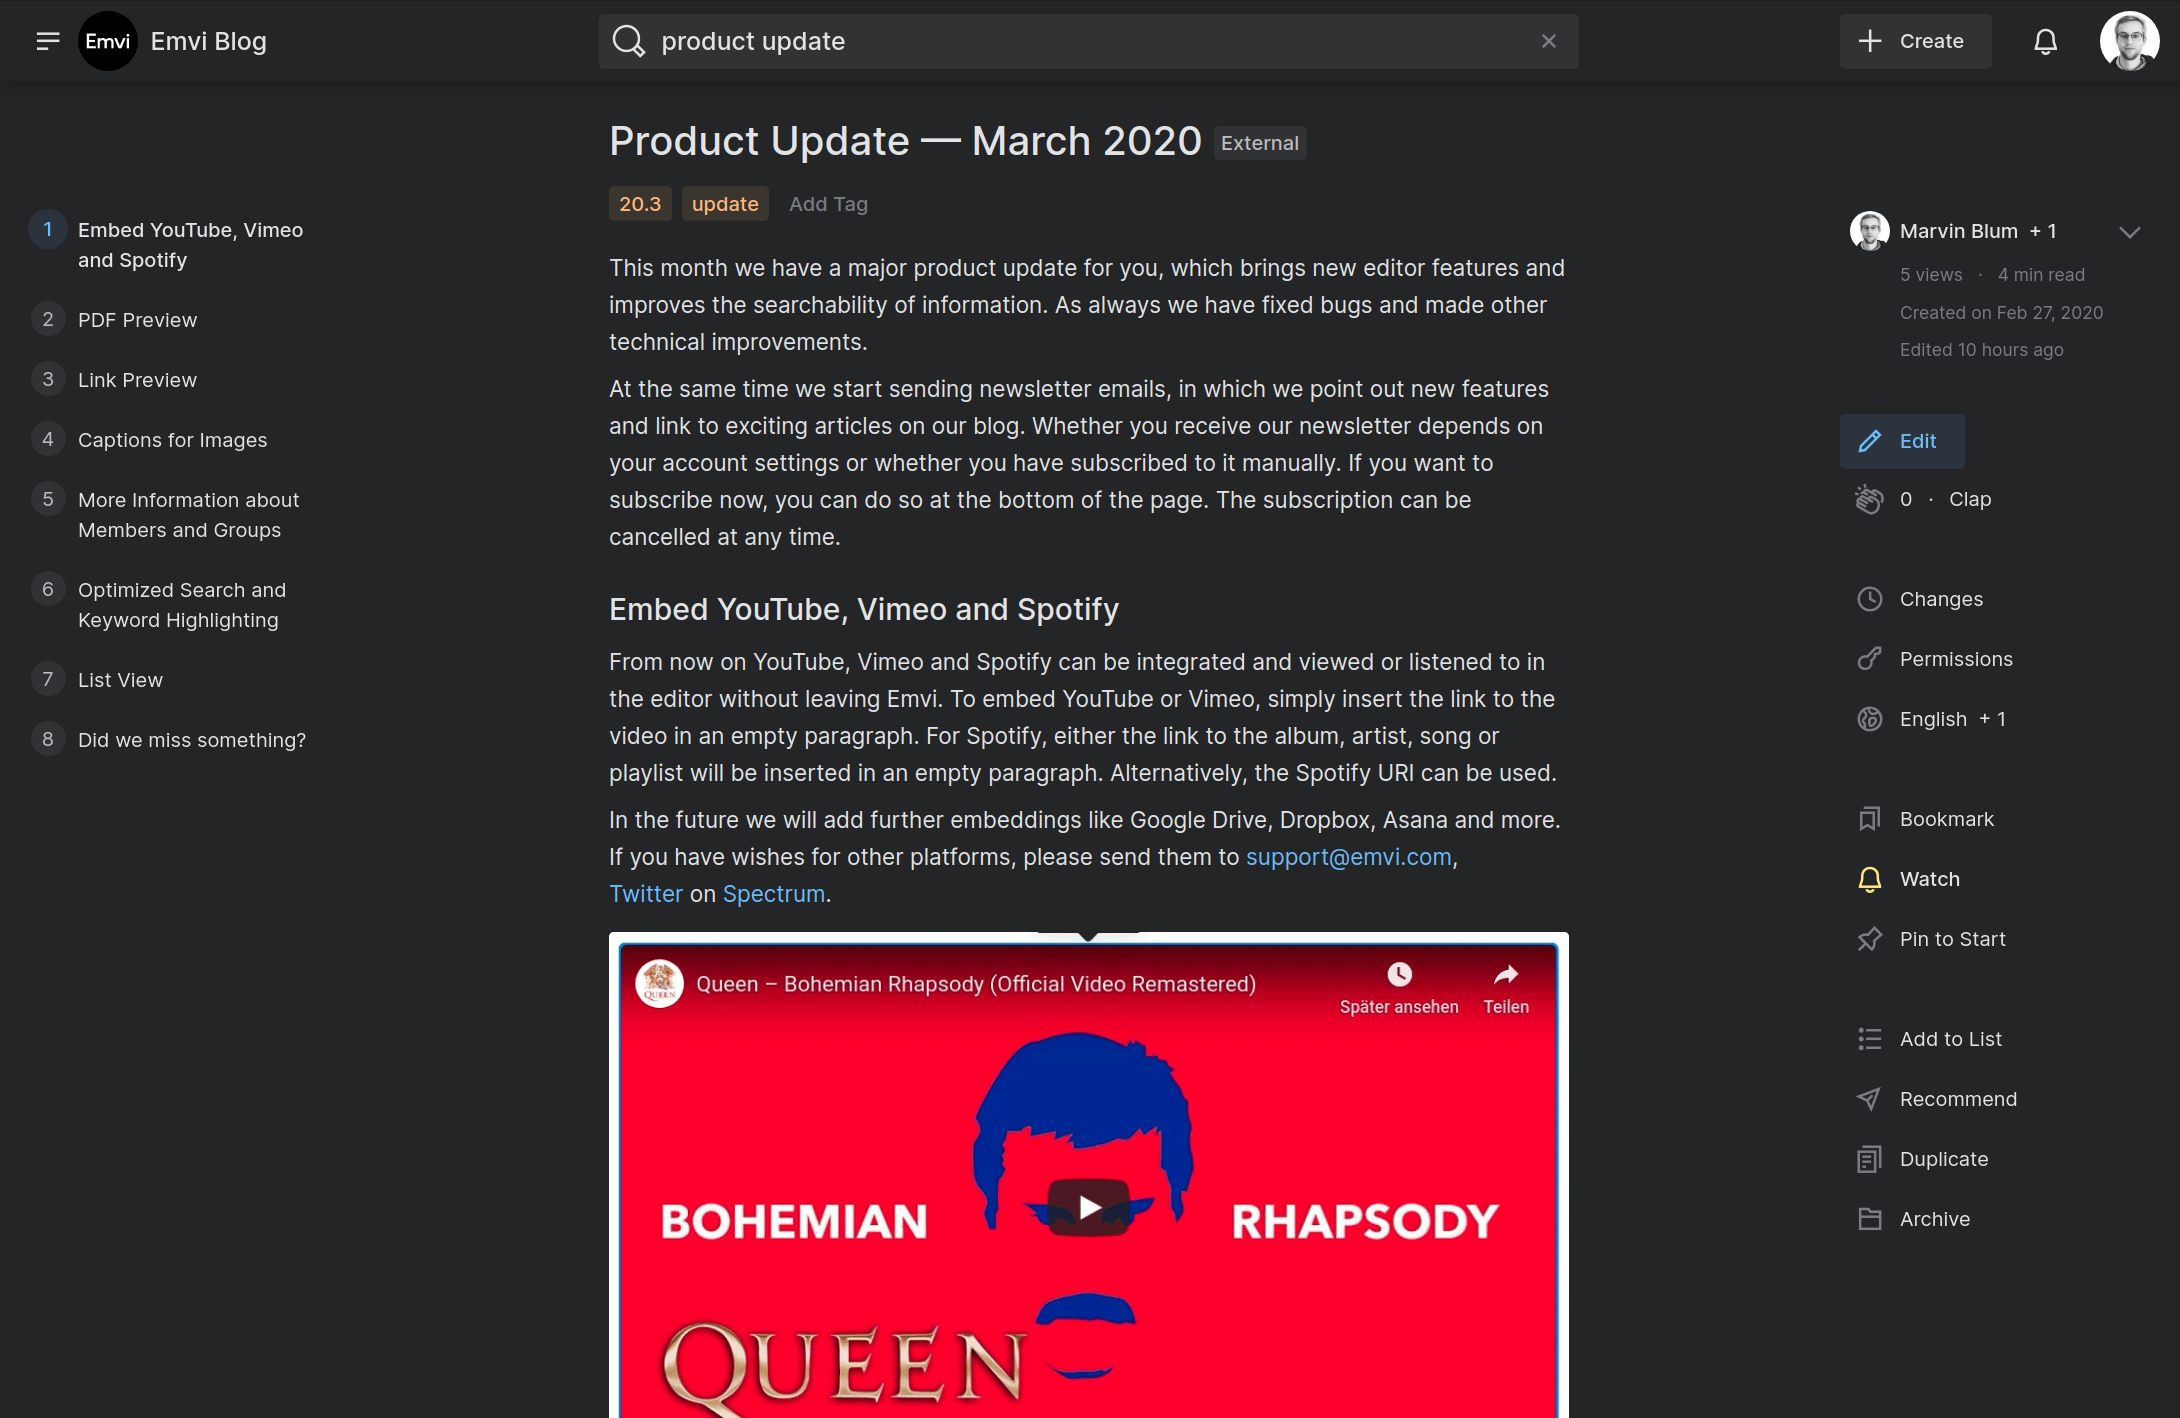 Emvi
Emvi Blog
product update
Create
Product Update — March 2020
External
20.3
update
Add Tag
1
Embed YouTube, Vimeo
and Spotify
2
PDF Preview
3
Link Preview
4
Captions for Images
5
More Information about
Members and Groups
6
Optimized Search and
Keyword Highlighting
7
List View
8
Did we miss something?
This month we have a major product update for you, which brings new editor features and
improves the searchability of information. As always we have fixed bugs and made other
technical improvements.
At the same time we start sending newsletter emails, in which we point out new features
and link to exciting articles on our blog. Whether you receive our newsletter depends on
your account settings or whether you have subscribed to it manually. If you want to
subscribe now, you can do so at the bottom of the page. The subscription can be
cancelled at any time.
Embed YouTube, Vimeo and Spotify
From now on YouTube, Vimeo and Spotify can be integrated and viewed or listened to in
the editor without leaving Emvi. To embed YouTube or Vimeo, simply insert the link to the
video in an empty paragraph. For Spotify, either the link to the album, artist, song or
playlist will be inserted in an empty paragraph. Alternatively, the Spotify URI can be used.
In the future we will add further embeddings like Google Drive, Dropbox, Asana and more.
If you have wishes for other platforms, please send them to support@emvi.com,
Twitter on Spectrum.
QUEEN
Queen – Bohemian Rhapsody (Official Video Remastered)
Später ansehen
Teilen
BOHEMIAN
RHAPSODY
QUEEN
Marvin Blum + 1
5 views · 4 min read
Created on Feb 27, 2020
Edited 10 hours ago
Edit
0 · Clap
Changes
Permissions
English + 1
Bookmark
Watch
Pin to Start
Add to List
Recommend
Duplicate
Archive